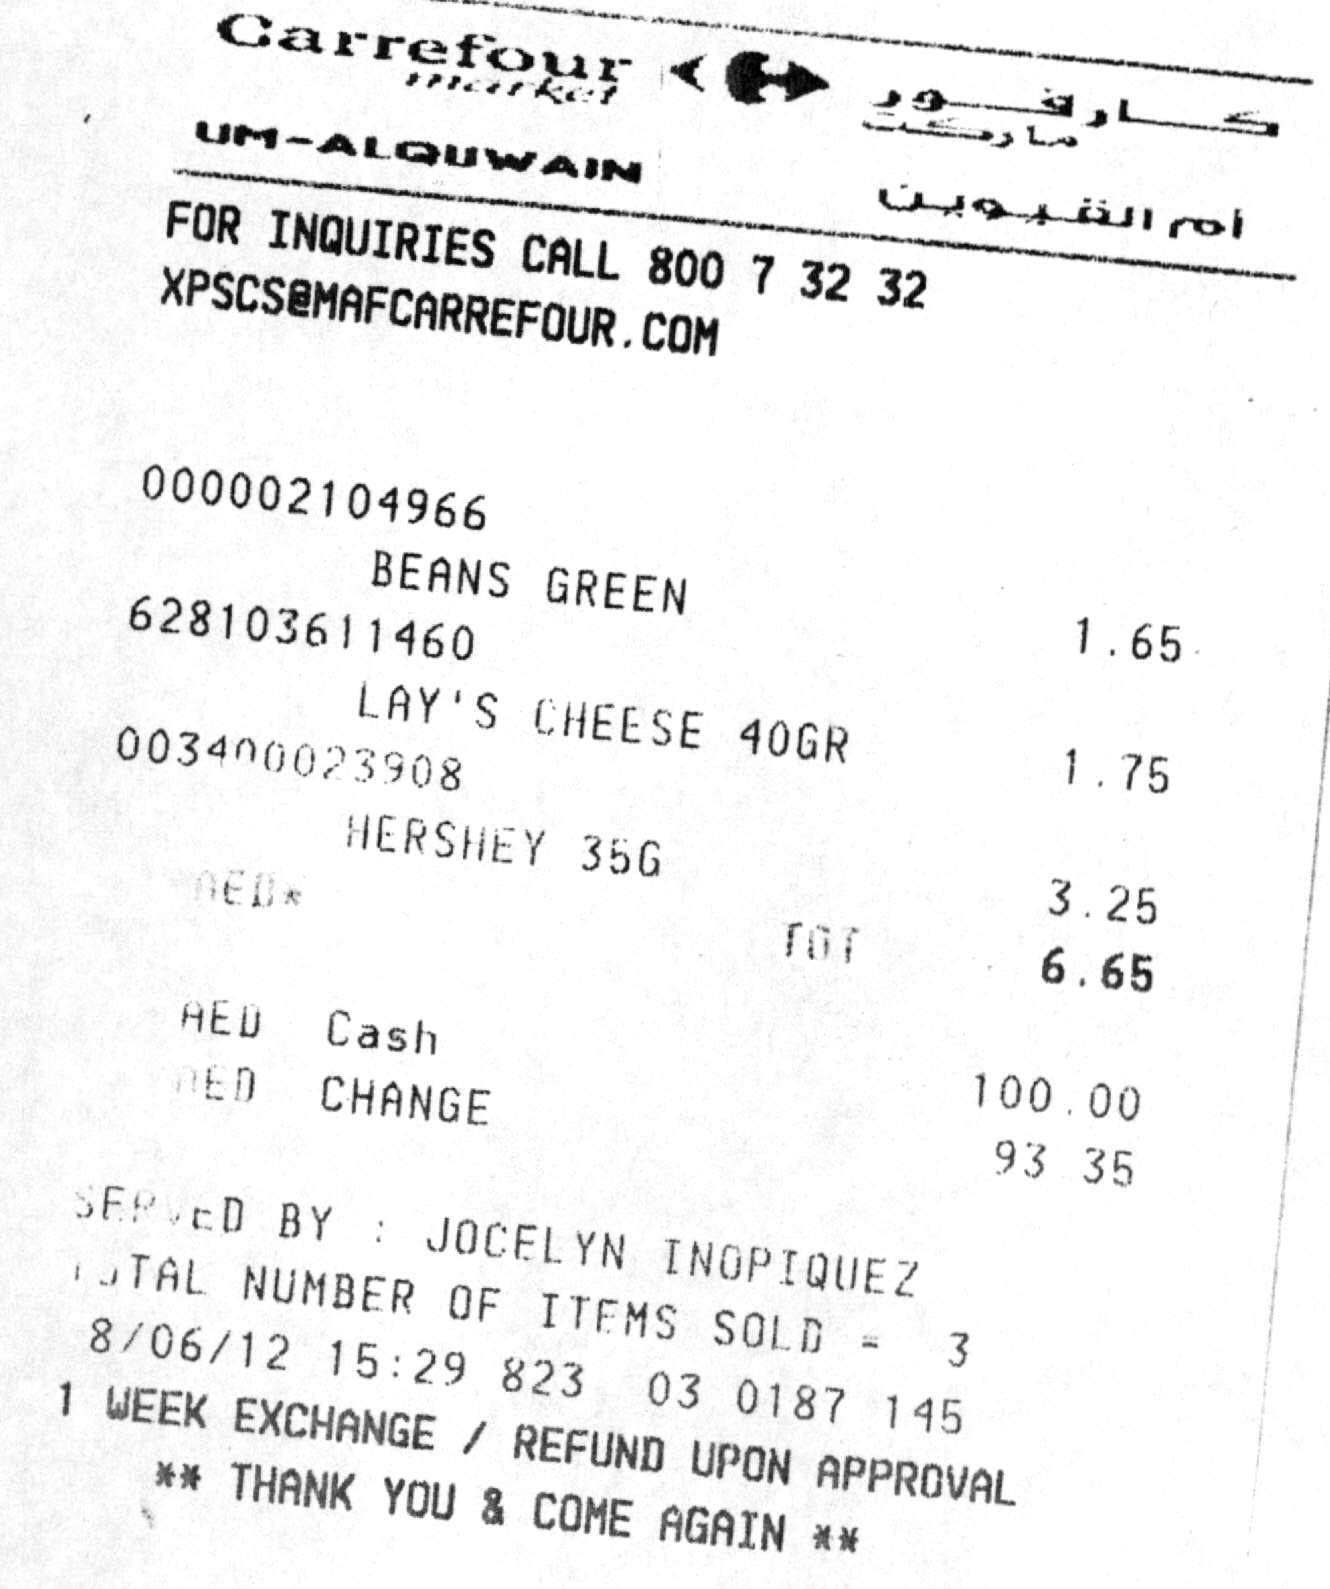 Carrefour كارفور
market ماركت
UM-ALQUWAIN أم القيوين
FOR INQUIRIES CALL 800 7 32 32
XPSCS@MAFCARREFOUR.COM
000002104966
BEANS GREEN 1.65
628103611460
LAY'S CHEESE 40GR 1.75
003400023908
HERSHEY 35G 3.25
AED* TOT 6.65
AED Cash 100.00
AED CHANGE 93 35
SERVED BY : JOCELYN INOPIQUEZ
TOTAL NUMBER OF ITEMS SOLD = 3
8/06/12 15:29 823 03 0187 145
1 WEEK EXCHANGE / REFUND UPON APPROVAL
** THANK YOU & COME AGAIN **